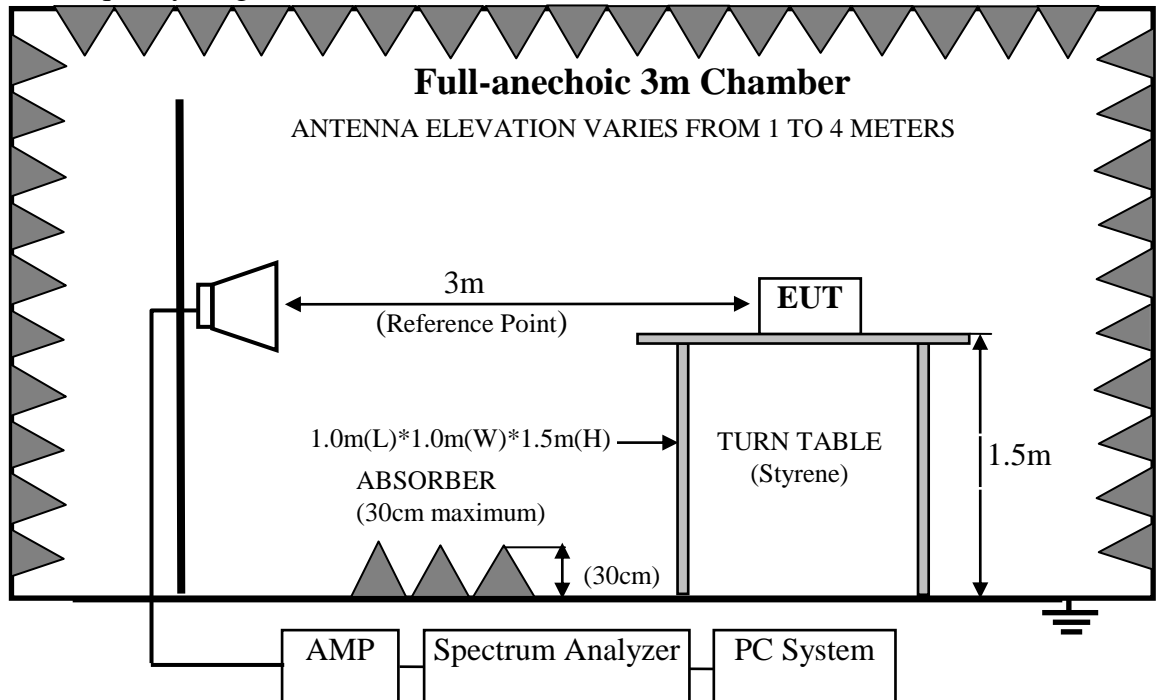 Full-anechoic 3m Chamber
ANTENNA ELEVATION VARIES FROM 1 TO 4 METERS
3m
(Reference Point)
EUT
1.0m(L)*1.0m(W)*1.5m(H)
TURN TABLE
(Styrene)
1.5m
ABSORBER
(30cm maximum)
(30cm)
AMP
Spectrum Analyzer
PC System